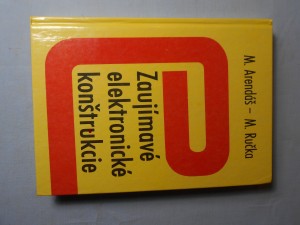 M. Arendáš – M. Ručka
Zaujímavé
elektronické
konštrukcie